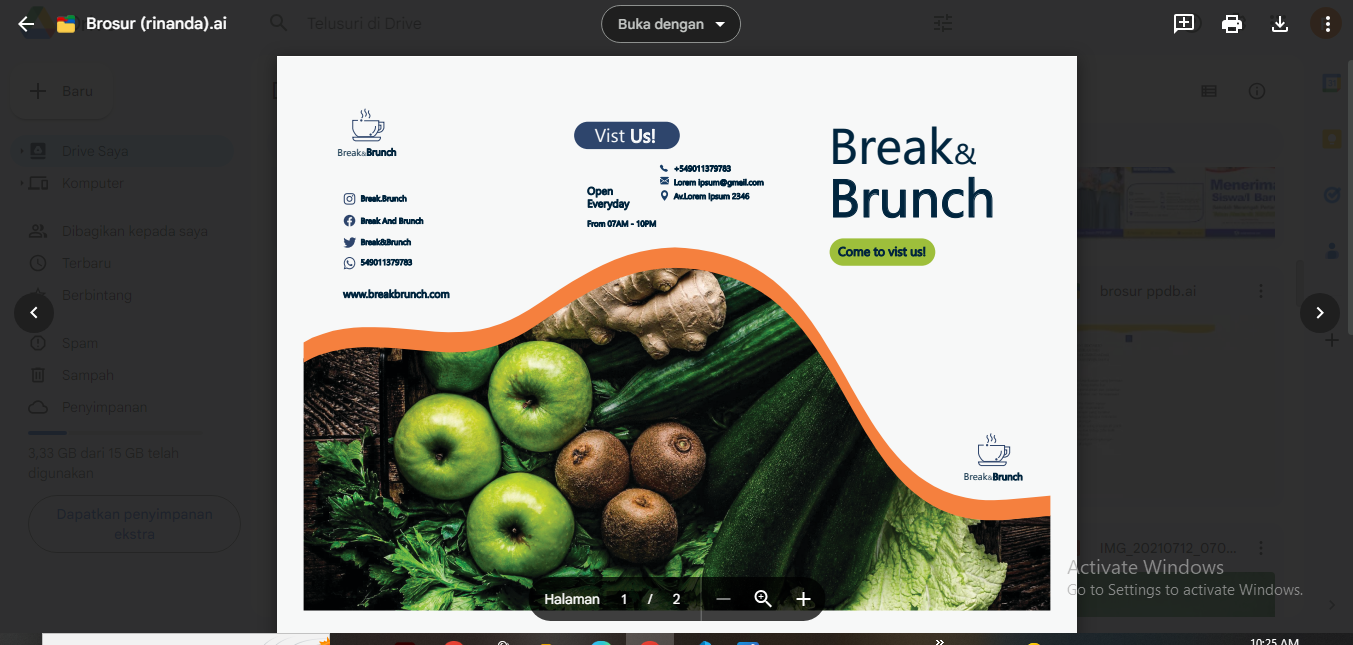 Brosur (rinanda).ai
Telusuri di Drive
Buka dengan
Baru
Drive Saya
Komputer
Dibagikan kepada saya
Terbaru
Berbintang
Spam
Sampah
Penyimpanan
3,33 GB dari 15 GB telah
digunakan
Dapatkan penyimpanan
ekstra
Break&Brunch
Break.Brunch
Break And Brunch
Break&Brunch
549011379783
www.breakbrunch.com
Vist Us!
Open
Everyday
From 07AM - 10PM
+549011379783
Lorem ipsum@gmail.com
Av.Lorem Ipsum 2346
Break&
Brunch
Come to vist us!
Break&Brunch
Halaman 1 / 2
brosur ppdb.ai
IMG_20210712_070...
Activate Windows
Go to Settings to activate Windows.
10:25 AM